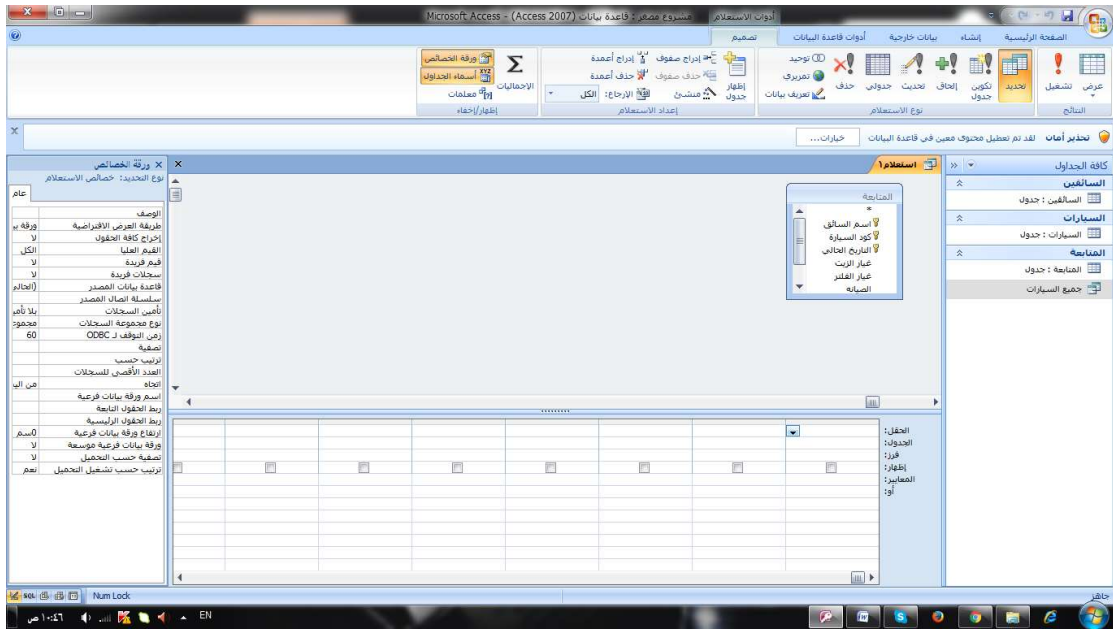 أدوات الاستعلام
مشروع مصغر : قاعدة بيانات (Access 2007) - Microsoft Access
الصفحة الرئيسية
إنشاء
بيانات خارجية
أدوات قاعدة البيانات
تصميم
عرض
تشغيل
النتائج
تحديد
تكوين جدول
إلحاق
تحديث
جدولي
حذف
توحيد
تمريري
تعريف بيانات
نوع الاستعلام
إظهار جدول
إدراج صفوف
حذف صفوف
منشئ
إدراج أعمدة
حذف أعمدة
الإرجاع: الكل
إعداد الاستعلام
الإجماليات
ورقة الخصائص
أسماء الجداول
معلمات
إظهار/إخفاء
تحذير أمان
لقد تم تعطيل محتوى معين في قاعدة البيانات
خيارات...
كافة الجداول
السائقين
السائقين : جدول
السيارات
السيارات : جدول
المتابعة
المتابعة : جدول
جميع السيارات
استعلام١
المتابعة
*
اسم السائق
كود السيارة
التاريخ الحالي
غيار الزيت
غيار الفلتر
الصيانه
الحقل:
الجدول:
فرز:
إظهار:
المعايير:
أو:
ورقة الخصائص
نوع التحديد: خصائص الاستعلام
عام
الوصف
طريقة العرض الافتراضية
إخراج كافة الحقول لا
القيم العليا الكل
قيم فريدة لا
سجلات فريدة لا
قاعدة بيانات المصدر
سلسلة اتصال المصدر
تأمين السجلات
نوع مجموعة السجلات
زمن التوقف لـ ODBC 60
تصفية
ترتيب حسب
العدد الأقصى للسجلات
اتجاه
اسم ورقة بيانات فرعية
ربط الحقول التابعة
ربط الحقول الرئيسية
ارتفاع ورقة بيانات فرعية 0سم
ورقة بيانات فرعية موسعة لا
تصفية حسب التحميل لا
ترتيب حسب تشغيل التحميل نعم
جاهز
Num Lock
SQL
EN
١٠:٤٦ ص